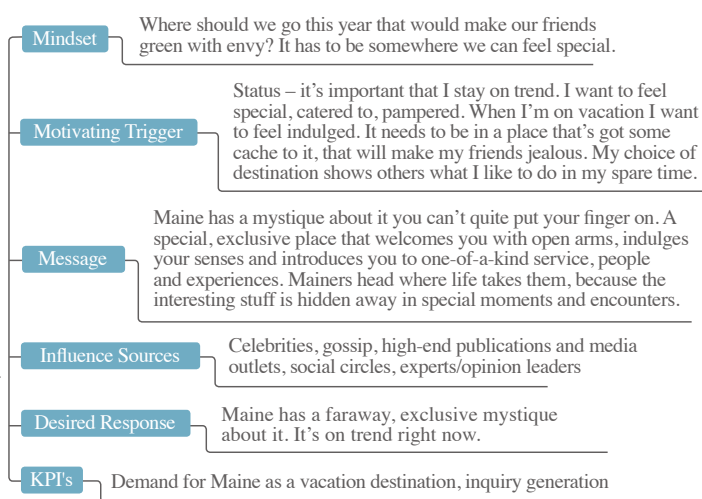 Mindset
Where should we go this year that would make our friends
green with envy? It has to be somewhere we can feel special.
Motivating Trigger
Status – it's important that I stay on trend. I want to feel
special, catered to, pampered. When I'm on vacation I want
to feel indulged. It needs to be in a place that's got some
cache to it, that will make my friends jealous. My choice of
destination shows others what I like to do in my spare time.
Message
Maine has a mystique about it you can't quite put your finger on. A
special, exclusive place that welcomes you with open arms, indulges
your senses and introduces you to one-of-a-kind service, people
and experiences. Mainers head where life takes them, because the
interesting stuff is hidden away in special moments and encounters.
Influence Sources
Celebrities, gossip, high-end publications and media
outlets, social circles, experts/opinion leaders
Desired Response
Maine has a faraway, exclusive mystique
about it. It's on trend right now.
KPI's
Demand for Maine as a vacation destination, inquiry generation